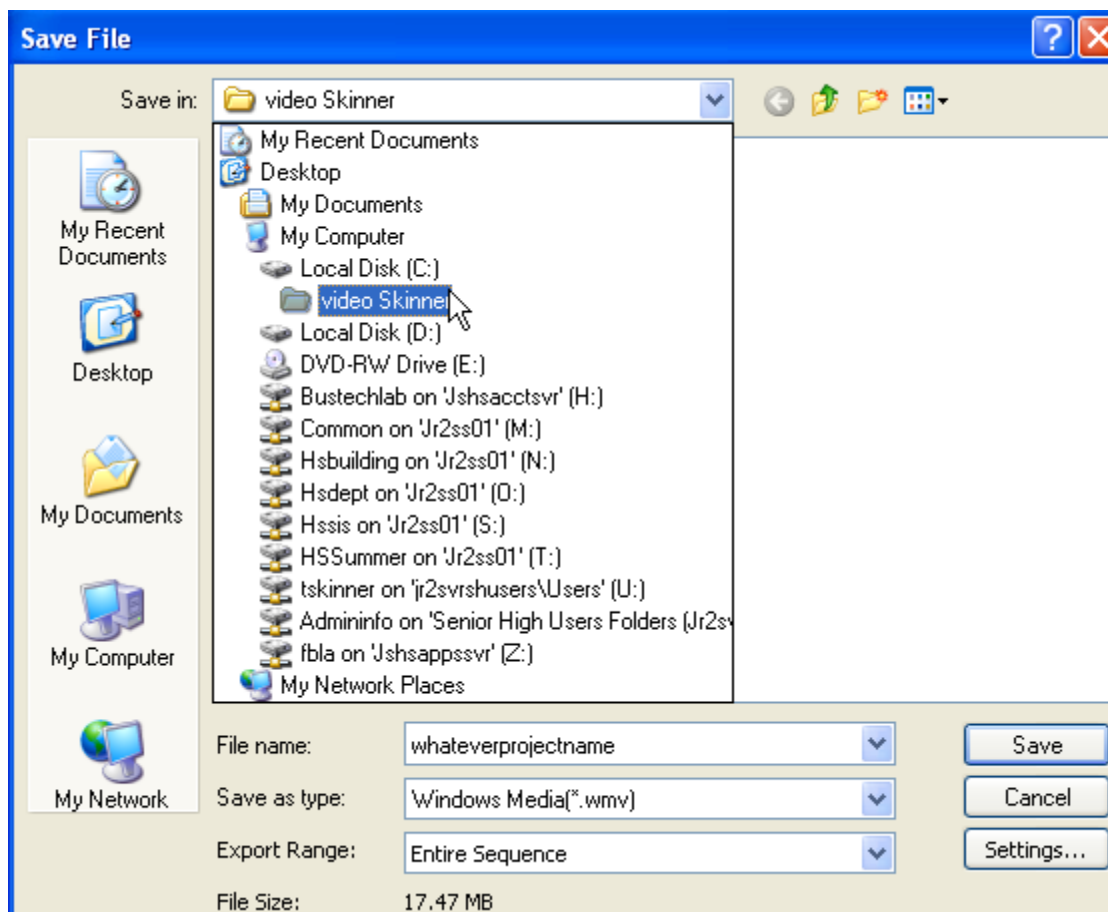 Save File
Save in: video Skinner
My Recent Documents
Desktop
My Documents
My Computer
Local Disk (C:)
video Skinner
Local Disk (D:)
DVD-RW Drive (E:)
Bustechlab on 'Jshsacctsvr' (H:)
Common on 'Jr2ss01' (M:)
Hsbuilding on 'Jr2ss01' (N:)
Hsdept on 'Jr2ss01' (O:)
Hssis on 'Jr2ss01' (S:)
HSSummer on 'Jr2ss01' (T:)
tskinner on 'jr2svrshusers\Users' (U:)
Admininfo on 'Senior High Users Folders (Jr2sv
fbla on 'Jshsappssvr' (Z:)
My Network Places
My Recent
Documents
Desktop
My Documents
My Computer
My Network
File name: whateverprojectname Save
Save as type: Windows Media(*.wmv) Cancel
Export Range: Entire Sequence Settings...
File Size: 17.47 MB